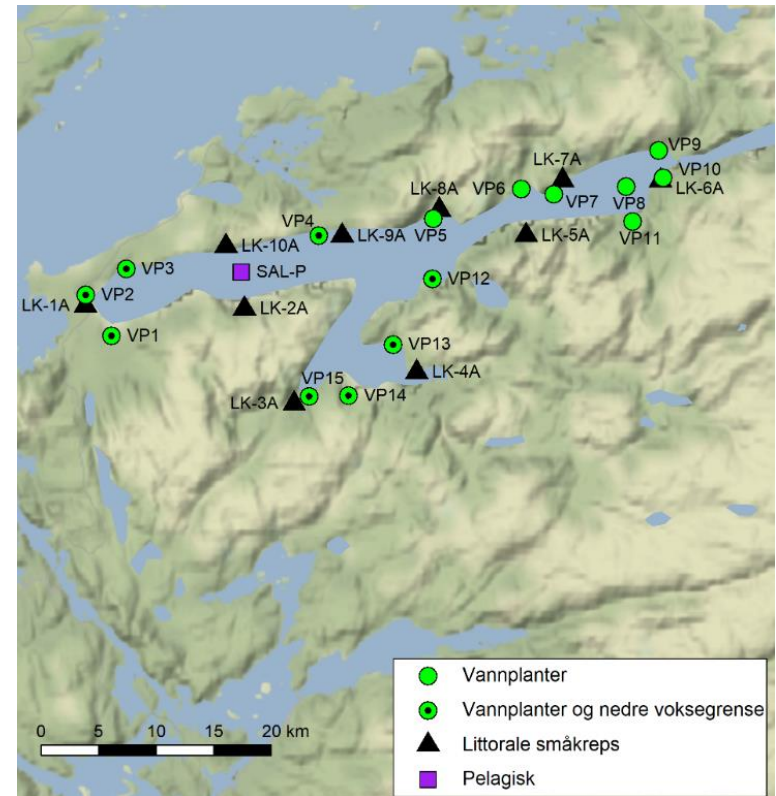 VP9
LK-7A
VP10
VP6
LK-8A
LK-6A
VP7
VP8
VP4
VP5
VP11
LK-9A
LK-5A
LK-10A
VP3
SAL-P
VP12
VP2
LK-1A
LK-2A
VP1
VP13
LK-4A
VP15
VP14
LK-3A
Vannplanter
Vannplanter og nedre voksegrense
Littorale småkreps
Pelagisk
0 5 10 15 20 km